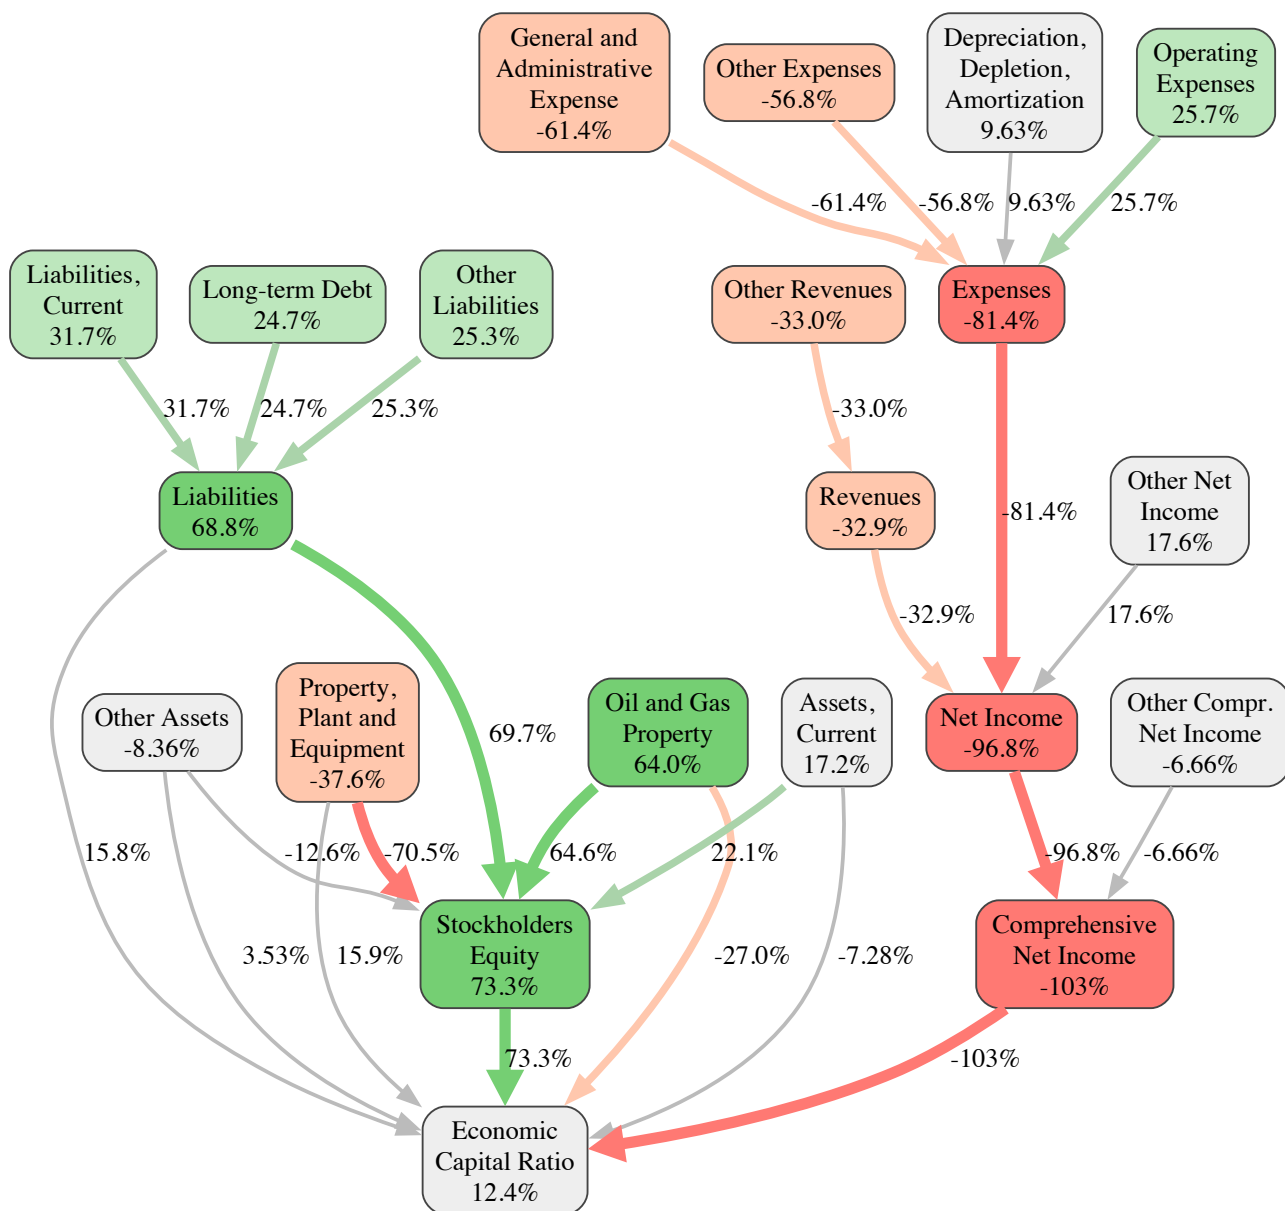 General and
Administrative
Expense
-61.4%
Other Expenses
-56.8%
Depreciation,
Depletion,
Amortization
9.63%
Operating
Expenses
25.7%
-61.4%
-56.8%
9.63%
25.7%
Liabilities,
Current
31.7%
Long-term Debt
24.7%
Other
Liabilities
25.3%
Other Revenues
-33.0%
Expenses
-81.4%
31.7%
24.7%
25.3%
-33.0%
Liabilities
68.8%
Revenues
-32.9%
-81.4%
Other Net
Income
17.6%
-32.9%
17.6%
Other Assets
-8.36%
Property,
Plant and
Equipment
-37.6%
69.7%
Oil and Gas
Property
64.0%
Assets,
Current
17.2%
Net Income
-96.8%
Other Compr.
Net Income
-6.66%
15.8%
-12.6%
-70.5%
64.6%
22.1%
-96.8%
-6.66%
3.53%
15.9%
Stockholders
Equity
73.3%
-27.0%
-7.28%
Comprehensive
Net Income
-103%
73.3%
-103%
Economic
Capital Ratio
12.4%